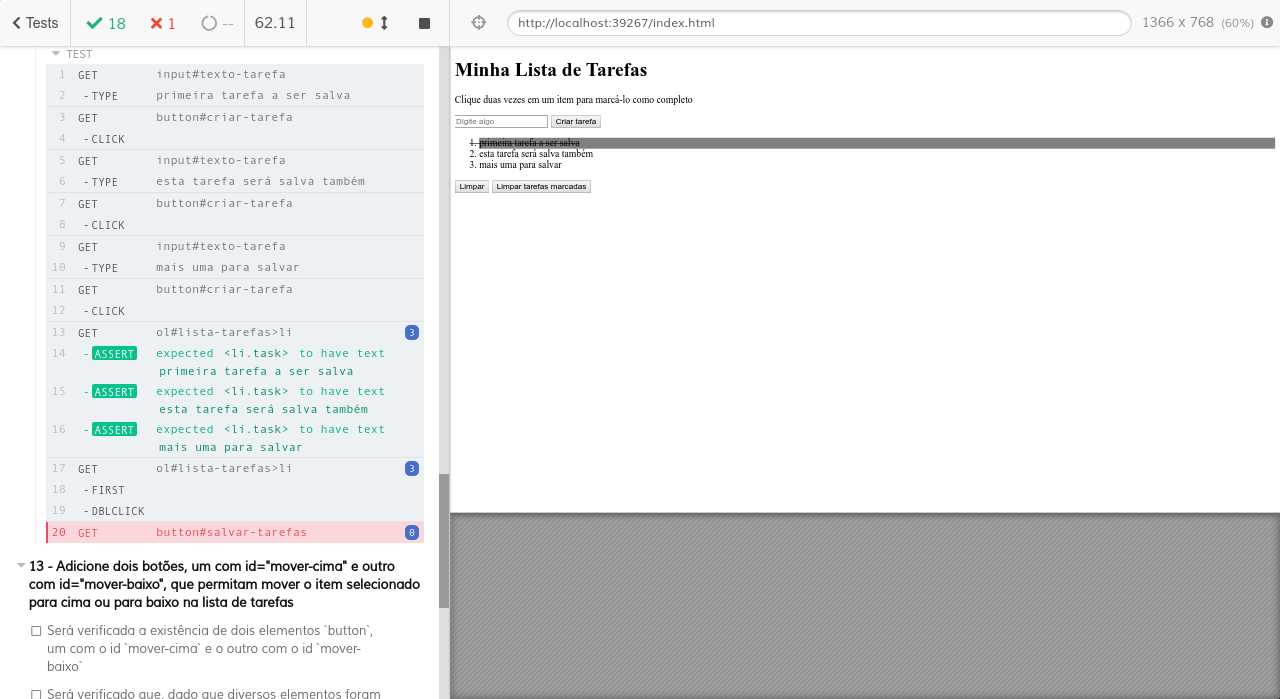 Tests
18
1
--
62.11
http://localhost:39267/index.html
1366 x 768 (60%)
TEST
1 GET input#texto-tarefa
2 -TYPE primeira tarefa a ser salva
3 GET button#criar-tarefa
4 -CLICK
5 GET input#texto-tarefa
6 -TYPE esta tarefa será salva também
7 GET button#criar-tarefa
8 -CLICK
9 GET input#texto-tarefa
10 -TYPE mais uma para salvar
11 GET button#criar-tarefa
12 -CLICK
13 GET ol#lista-tarefas>li 3
14 -ASSERT expected <li.task> to have text
primeira tarefa a ser salva
15 -ASSERT expected <li.task> to have text
esta tarefa será salva também
16 -ASSERT expected <li.task> to have text
mais uma para salvar
17 GET ol#lista-tarefas>li 3
18 -FIRST
19 -DBLCLICK
20 GET button#salvar-tarefas 0
13 - Adicione dois botões, um com id="mover-cima" e outro
com id="mover-baixo", que permitam mover o item selecionado
para cima ou para baixo na lista de tarefas
Será verificada a existência de dois elementos `button`,
um com o id `mover-cima` e o outro com o id `mover-
baixo`
Será verificado que, dado que diversos elementos foram
Minha Lista de Tarefas
Clique duas vezes em um item para marcá-lo como completo
Digite algo Criar tarefa
1. primeira tarefa a ser salva
2. esta tarefa será salva também
3. mais uma para salvar
Limpar Limpar tarefas marcadas